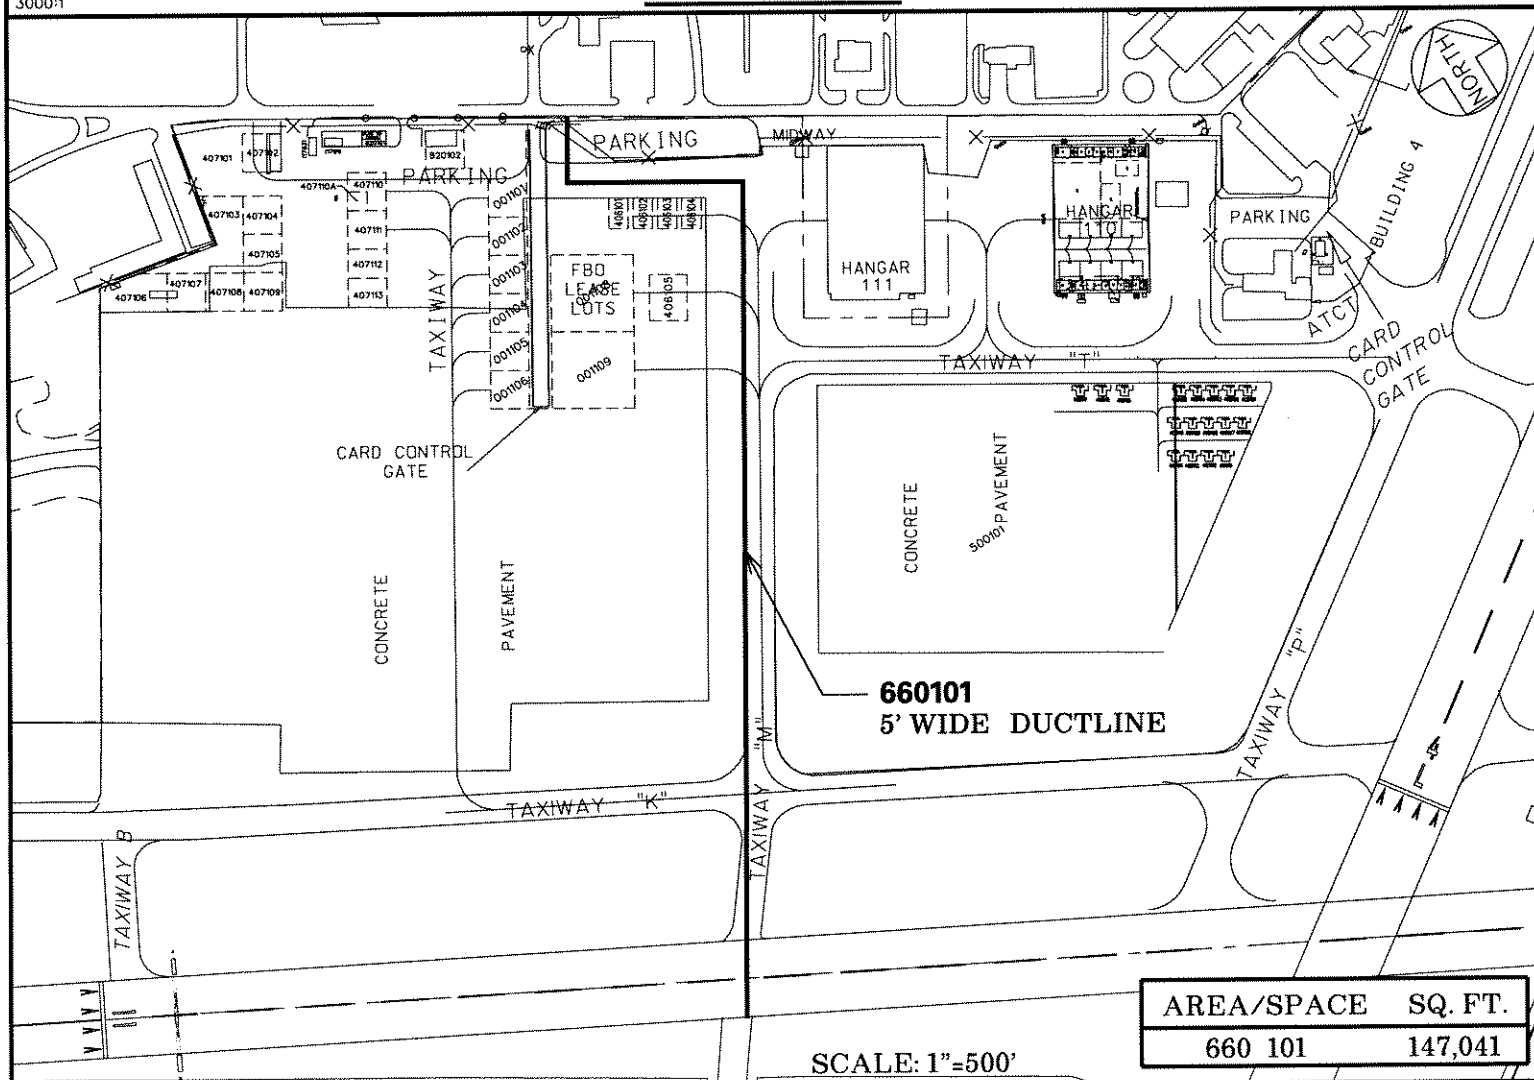 3000:1
NORTH
PARKING
MIDWAY
407101
407102
820102
PARKING
407110A
407110
001101
407103
407104
407111
001102
407105
407112
001103
407106
407107
407108
407109
407113
001104
001105
001106
TAXIWAY
406101
406102
406103
406104
FBO
LEASE
LOTS
406105
001109
HANGAR
111
HANGAR
110
PARKING
BUILDING 4
ATCT
CARD
CONTROL
GATE
TAXIWAY "T"
CARD CONTROL
GATE
CONCRETE
PAVEMENT
CONCRETE
PAVEMENT
500101
660101
5' WIDE DUCTLINE
TAXIWAY "M"
TAXIWAY "P"
TAXIWAY "K"
TAXIWAY B
AREA/SPACE SQ. FT.
660 101 147,041
SCALE: 1"=500'